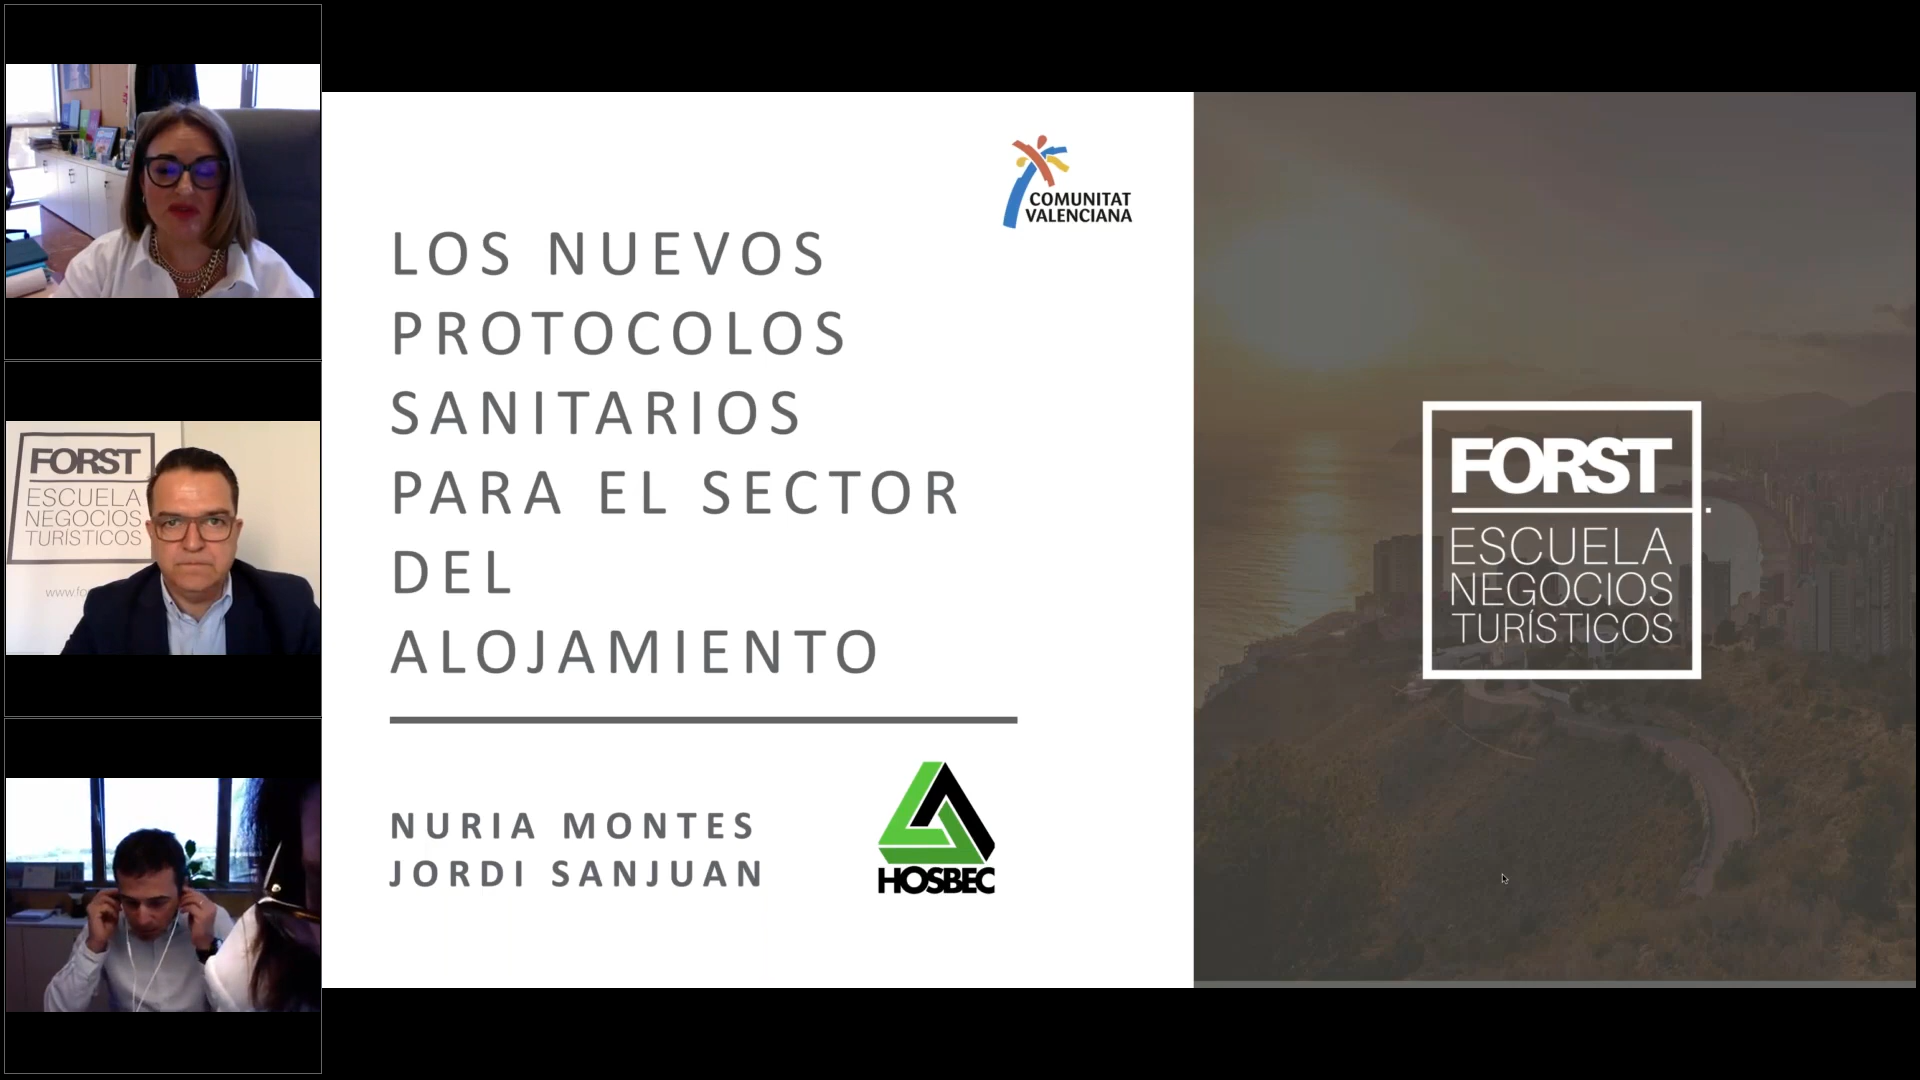 COMUNITAT
VALENCIANA
LOS NUEVOS
PROTOCOLOS
SANITARIOS
PARA EL SECTOR
DEL
ALOJAMIENTO
NURIA MONTES
JORDI SANJUAN
HOSBEC
FORST
ESCUELA
NEGOCIOS
TURÍSTICOS
FORST
ESCUELA
NEGOCIOS
TURÍSTICOS